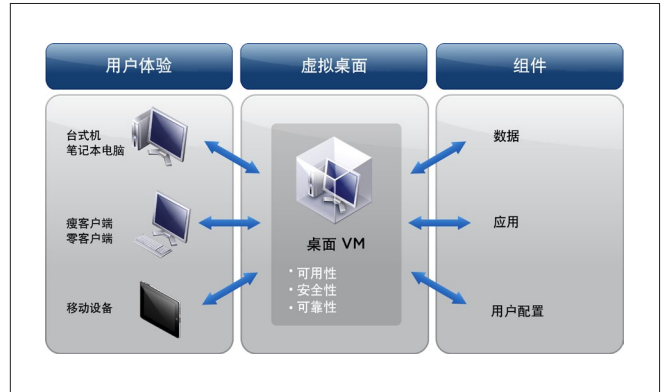 用户体验
虚拟桌面
组件
台式机
笔记本电脑
瘦客户端
零客户端
移动设备
桌面 VM
·可用性
·安全性
·可靠性
数据
应用
用户配置